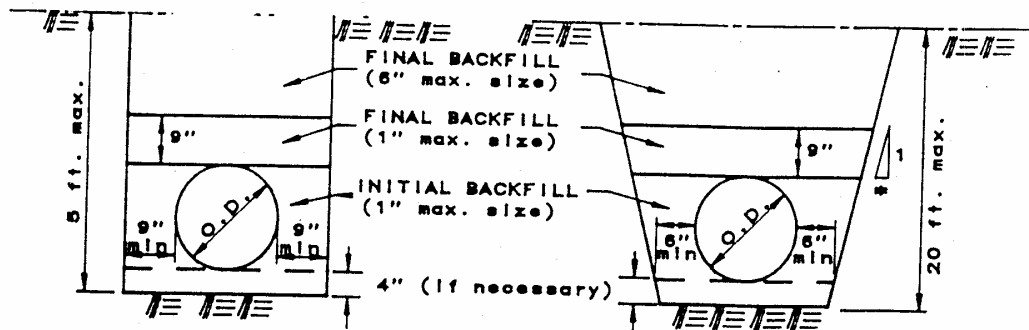 FINAL BACKFILL
(6" max. size)
FINAL BACKFILL
(1" max. size)
INITIAL BACKFILL
(1" max. size)
4" (if necessary)
5 ft. max.
9"
O.D.
9"
min
9"
min
20 ft. max.
9"
1
*
O.D.
6"
min
6"
min